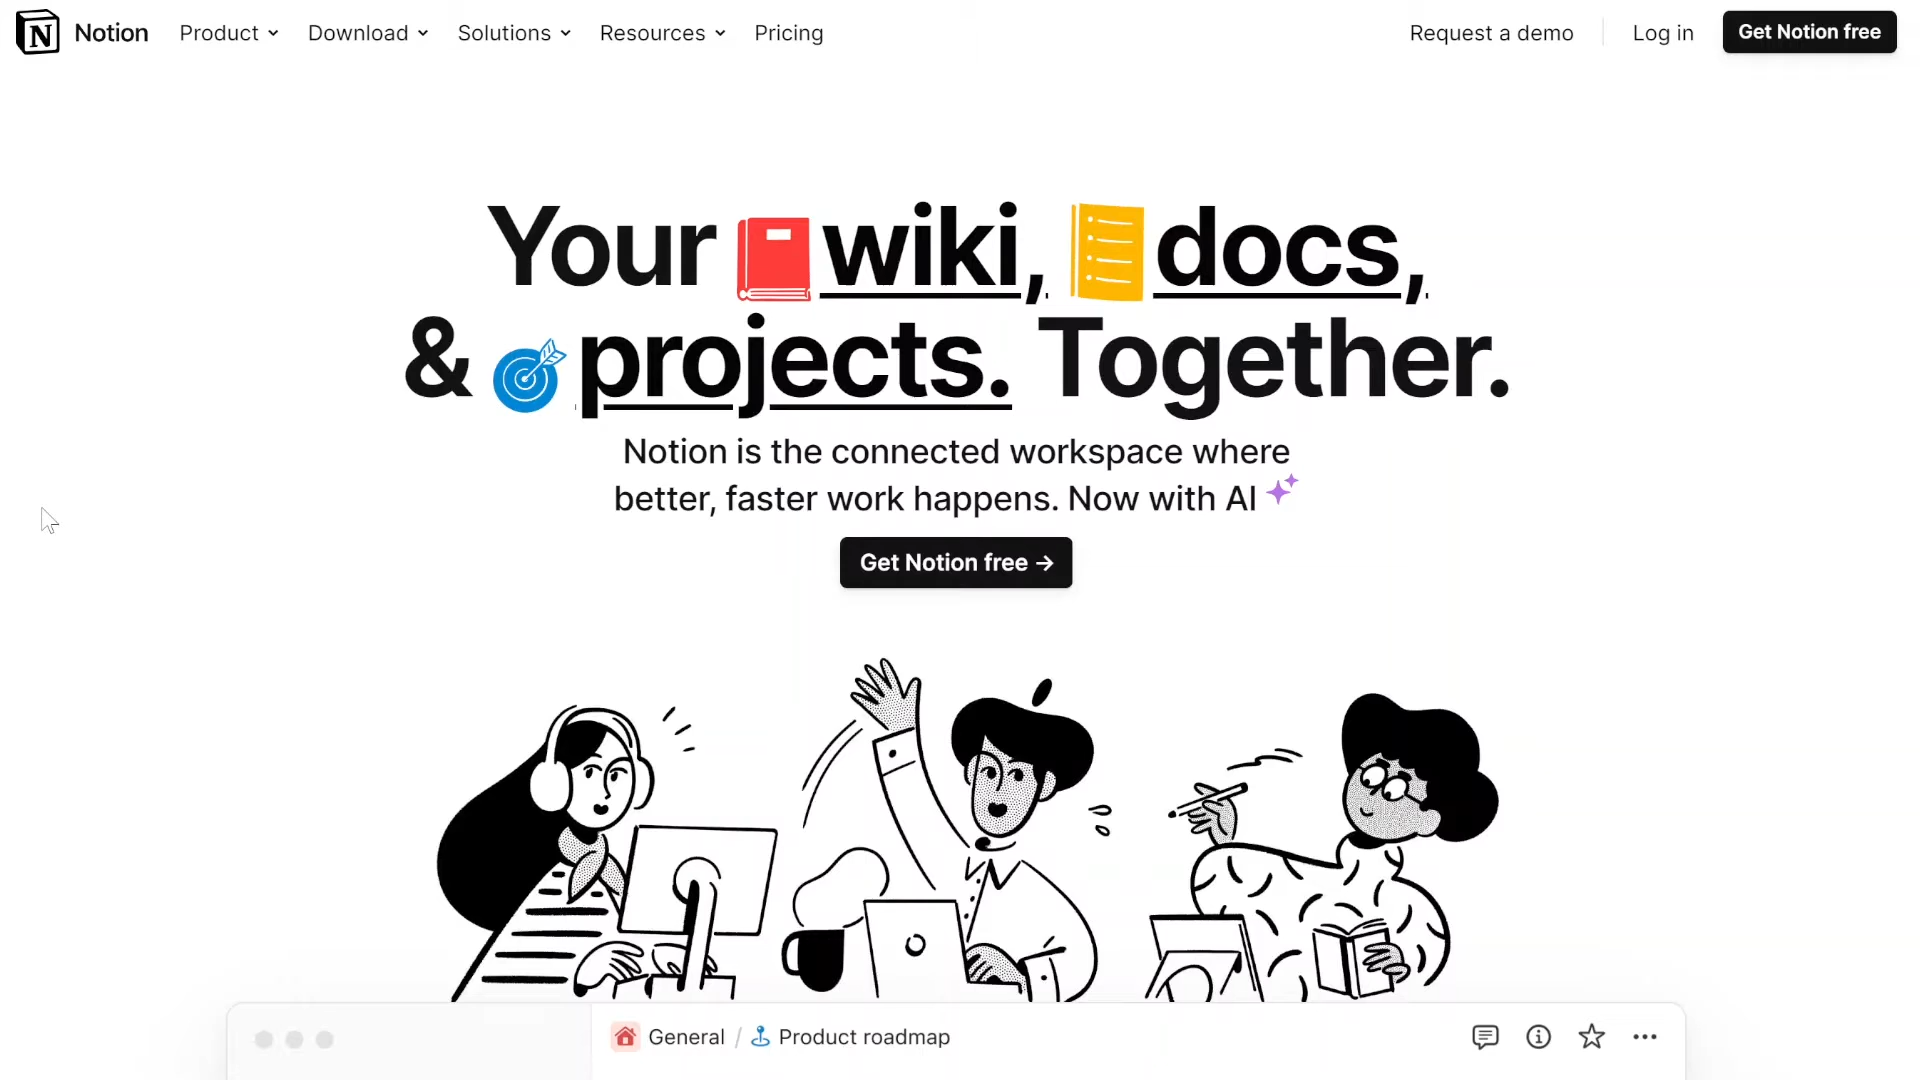 Notion Product Download Solutions Resources Pricing Request a demo Log in Get Notion free
Your wiki, docs,
& projects. Together.
Notion is the connected workspace where
better, faster work happens. Now with AI
Get Notion free →
General / Product roadmap